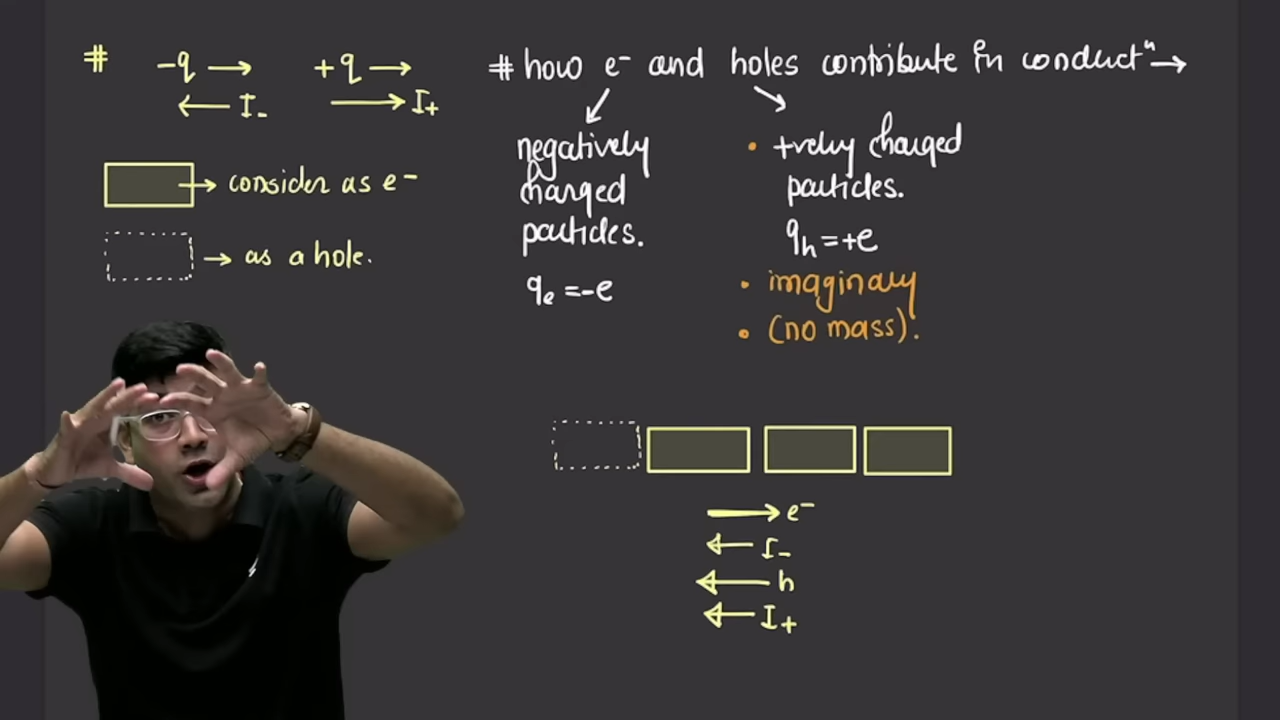 # -q → +q →
← I₋ → I₊
→ consider as e⁻
→ as a hole.
# how e⁻ and holes contribute in conductⁿ →
negatively
charged
particles.
qₑ = -e
• +vely charged
particles.
qₕ = +e
• imaginary
• (no mass).
→ e⁻
← I₋
← h
← I₊